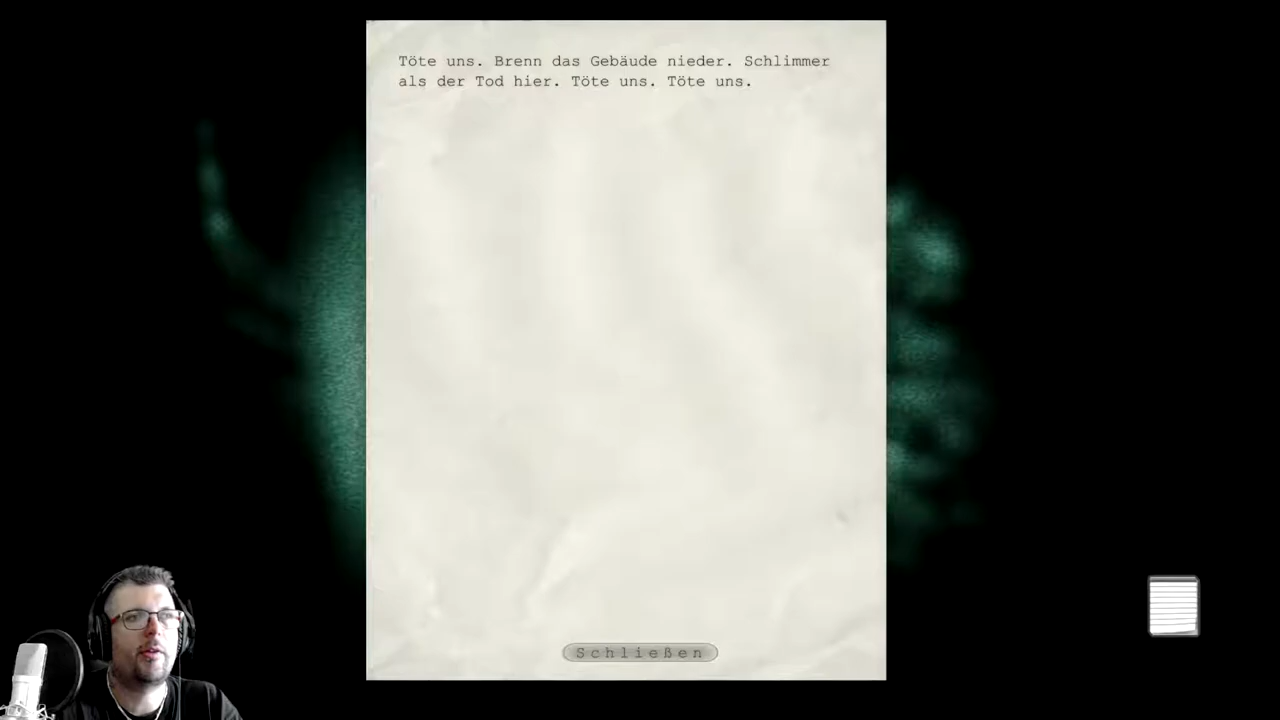 Töte uns. Brenn das Gebäude nieder. Schlimmer
als der Tod hier. Töte uns. Töte uns.
Schließen